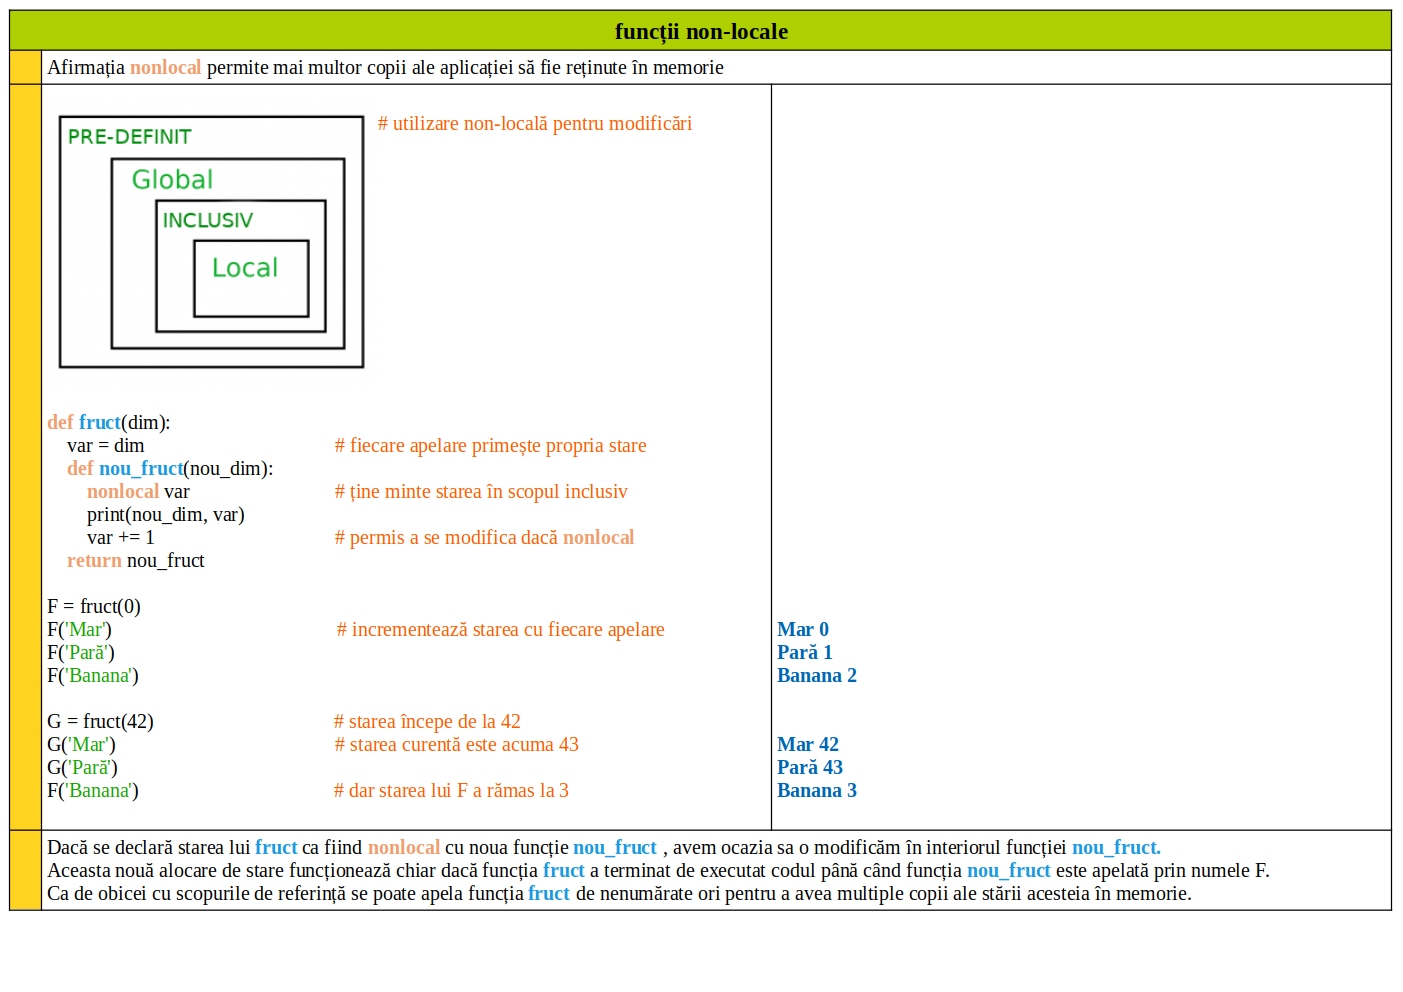 funcții non-locale
Afirmația nonlocal permite mai multor copii ale aplicației să fie reținute în memorie
# utilizare non-locală pentru modificări
PRE-DEFINIT
Global
INCLUSIV
Local
def fruct(dim):
var = dim # fiecare apelare primește propria stare
def nou_fruct(nou_dim):
nonlocal var # ține minte starea în scopul inclusiv
print(nou_dim, var)
var += 1 # permis a se modifica dacă nonlocal
return nou_fruct
F = fruct(0)
F('Mar') # incrementează starea cu fiecare apelare Mar 0
F('Pară') Pară 1
F('Banana') Banana 2
G = fruct(42) # starea începe de la 42
G('Mar') # starea curentă este acuma 43 Mar 42
G('Pară') Pară 43
F('Banana') # dar starea lui F a rămas la 3 Banana 3
Dacă se declară starea lui fruct ca fiind nonlocal cu noua funcție nou_fruct , avem ocazia sa o modificăm în interiorul funcției nou_fruct.
Aceasta nouă alocare de stare funcționează chiar dacă funcția fruct a terminat de executat codul până când funcția nou_fruct este apelată prin numele F.
Ca de obicei cu scopurile de referință se poate apela funcția fruct de nenumărate ori pentru a avea multiple copii ale stării acesteia în memorie.